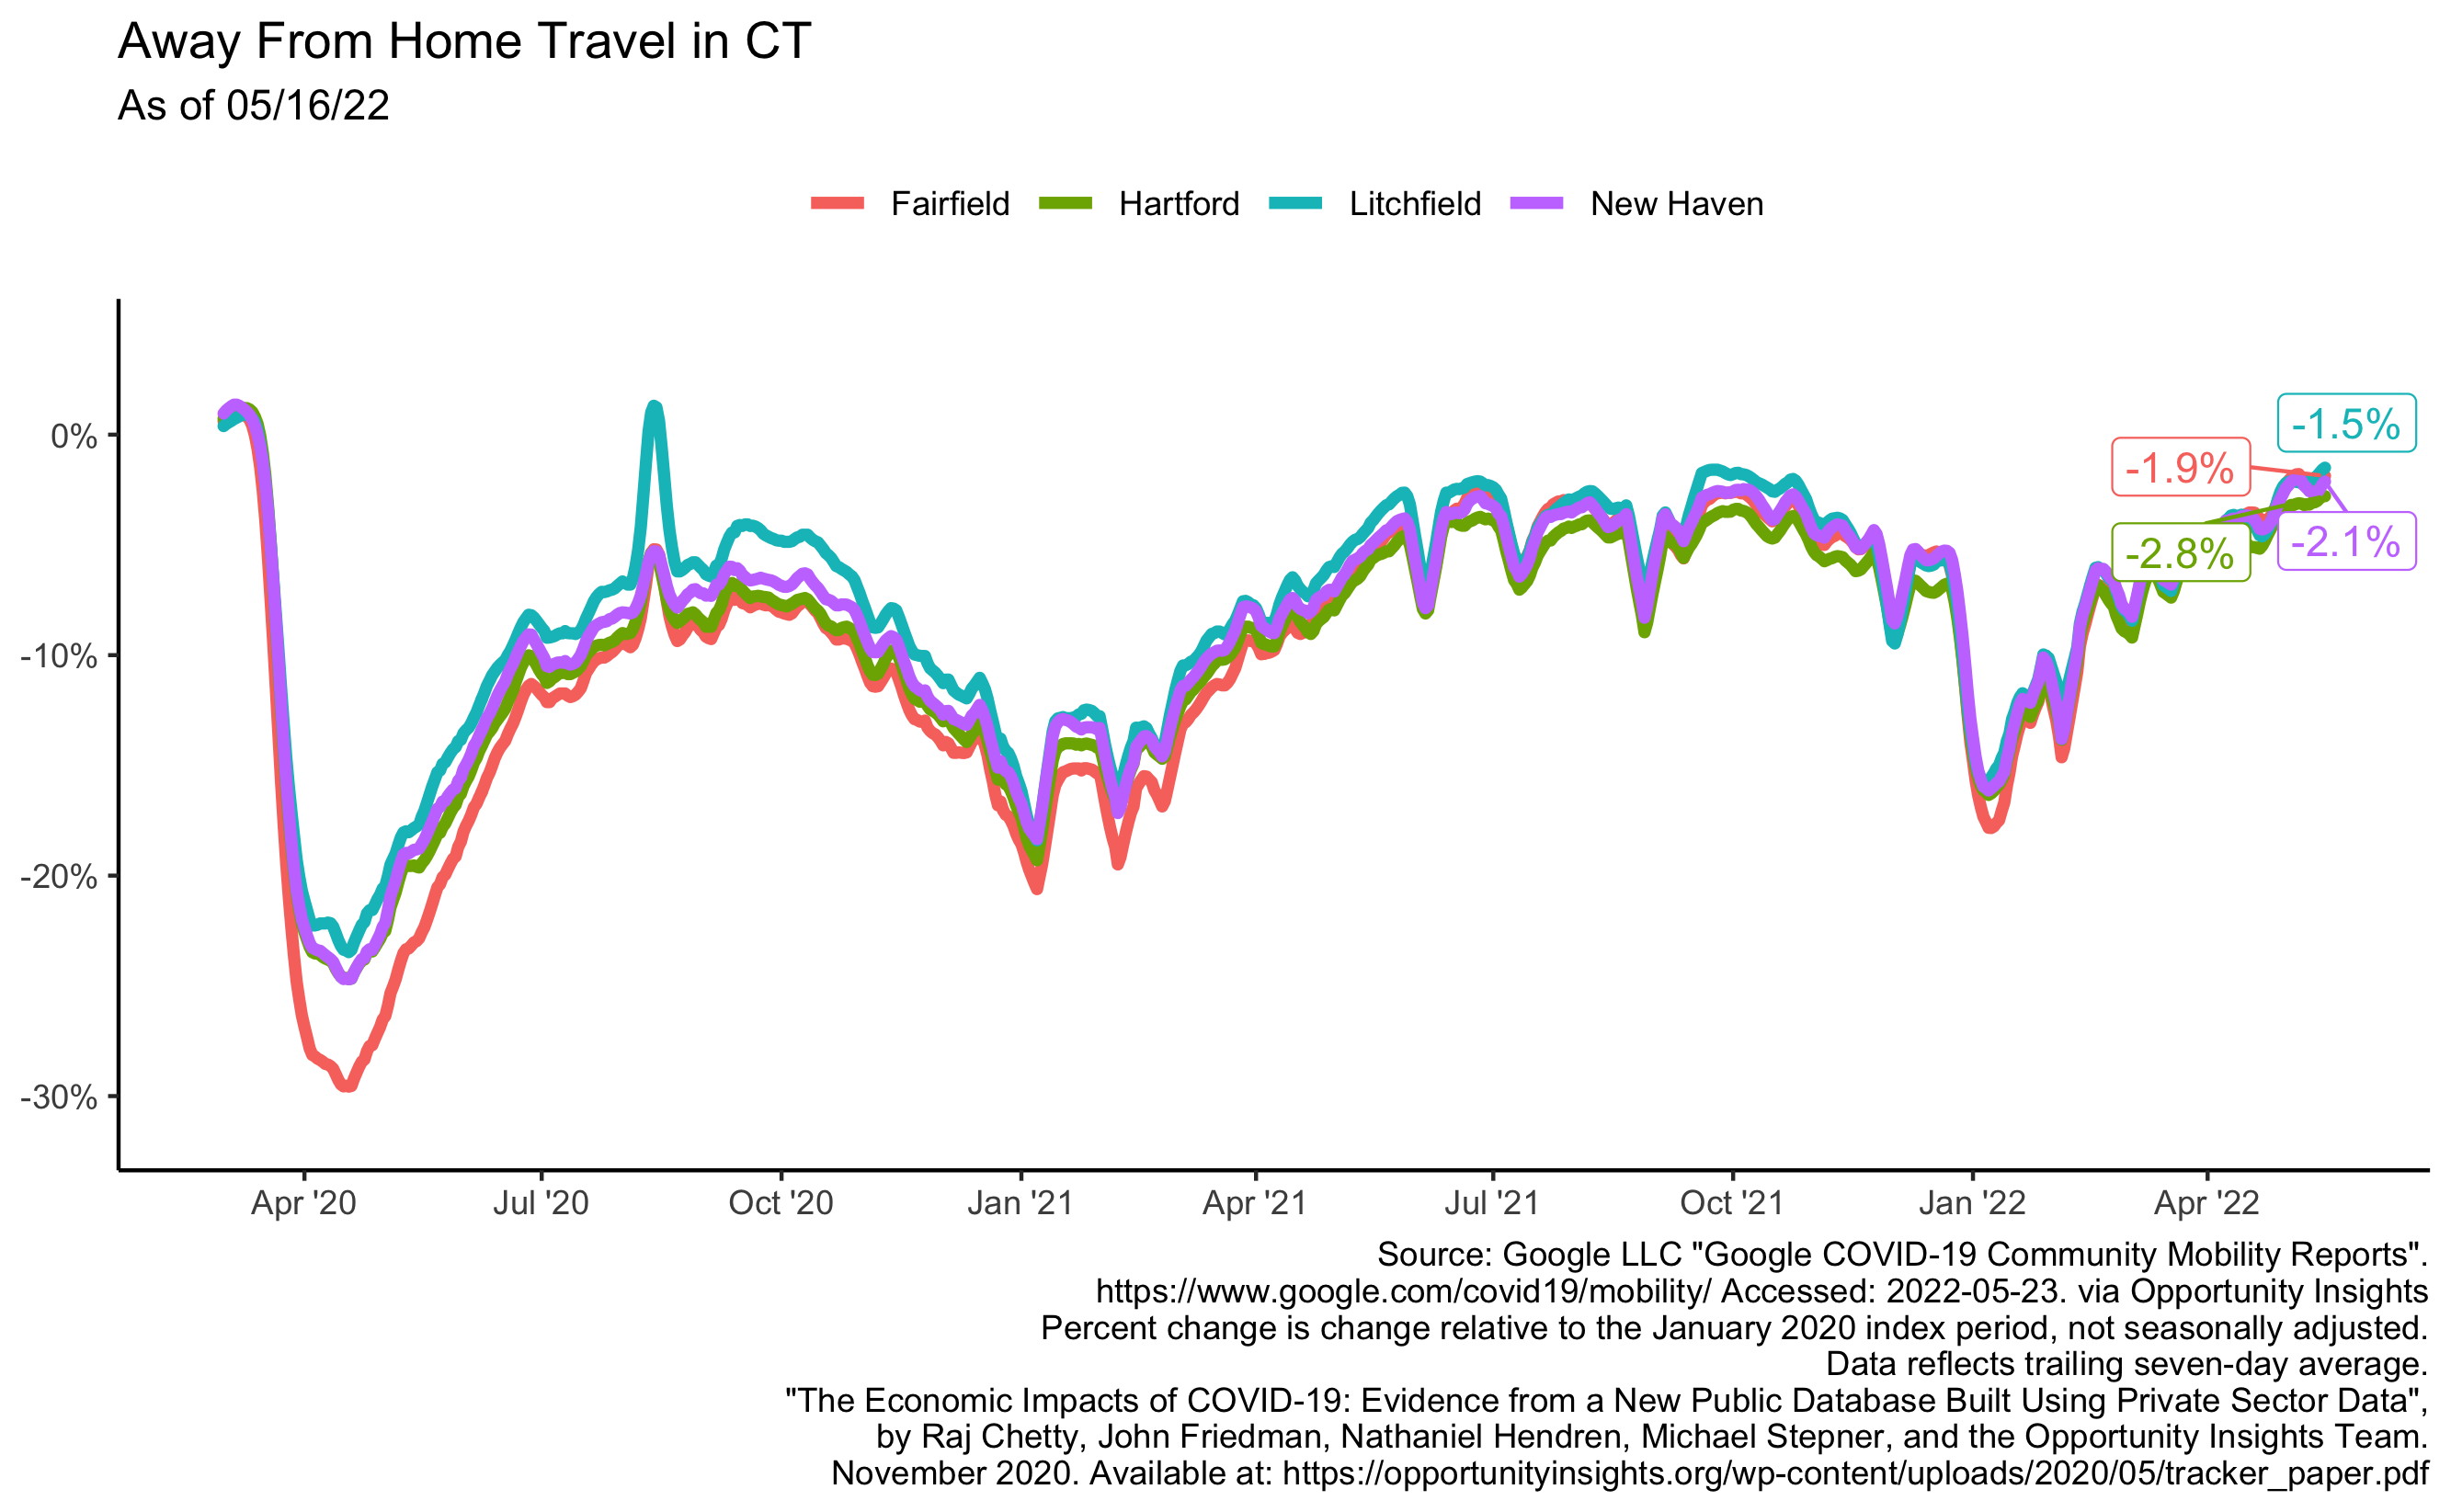 Away From Home Travel in CT
As of 05/16/22
Fairfield Hartford Litchfield New Haven
0%
-10%
-20%
-30%
-1.5%
-1.9%
-2.1%
-2.8%
Apr '20 Jul '20 Oct '20 Jan '21 Apr '21 Jul '21 Oct '21 Jan '22 Apr '22
Source: Google LLC "Google COVID-19 Community Mobility Reports".
https://www.google.com/covid19/mobility/ Accessed: 2022-05-23. via Opportunity Insights
Percent change is change relative to the January 2020 index period, not seasonally adjusted.
Data reflects trailing seven-day average.
"The Economic Impacts of COVID-19: Evidence from a New Public Database Built Using Private Sector Data",
by Raj Chetty, John Friedman, Nathaniel Hendren, Michael Stepner, and the Opportunity Insights Team.
November 2020. Available at: https://opportunityinsights.org/wp-content/uploads/2020/05/tracker_paper.pdf